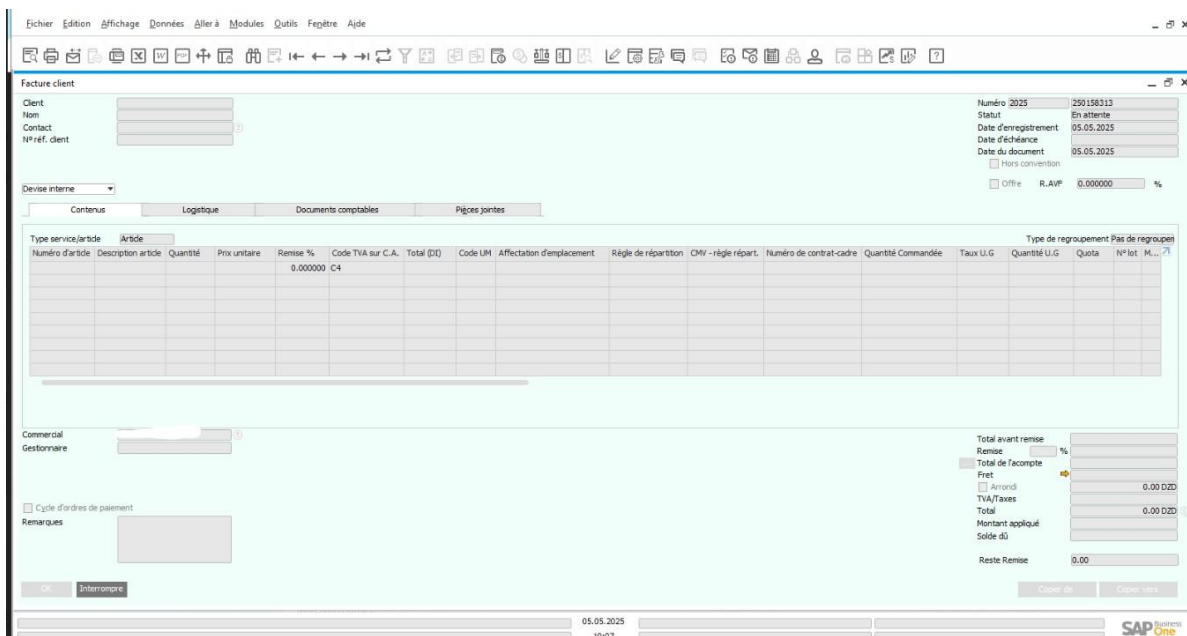 Fichier Edition Affichage Données Aller à Modules Outils Fenêtre Aide
Facture client
Client
Nom
Contact
N° réf. client
Numéro 2025 250158313
Statut En attente
Date d'enregistrement 05.05.2025
Date d'échéance
Date du document 05.05.2025
Hors convention
Offre R.AVP 0.000000 %
Devise interne
Contenus Logistique Documents comptables Pièces jointes
Type service/article Article
Type de regroupement Pas de regroupen
Numéro d'article Description article Quantité Prix unitaire Remise % Code TVA sur C.A. Total (DI) Code UM Affectation d'emplacement Règle de répartition CMV - règle répart. Numéro de contrat-cadre Quantité Commandée Taux U.G Quantité U.G Quota N° lot M...
0.000000 C4
Commercial
Gestionnaire
Total avant remise
Remise %
Total de l'acompte
Fret
Arrondi 0.00 DZD
TVA/Taxes
Total 0.00 DZD
Montant appliqué
Solde dû
Reste Remise 0.00
Cycle d'ordres de paiement
Remarques
OK Interrompre
Copier de Copier vers
05.05.2025
SAP Business One